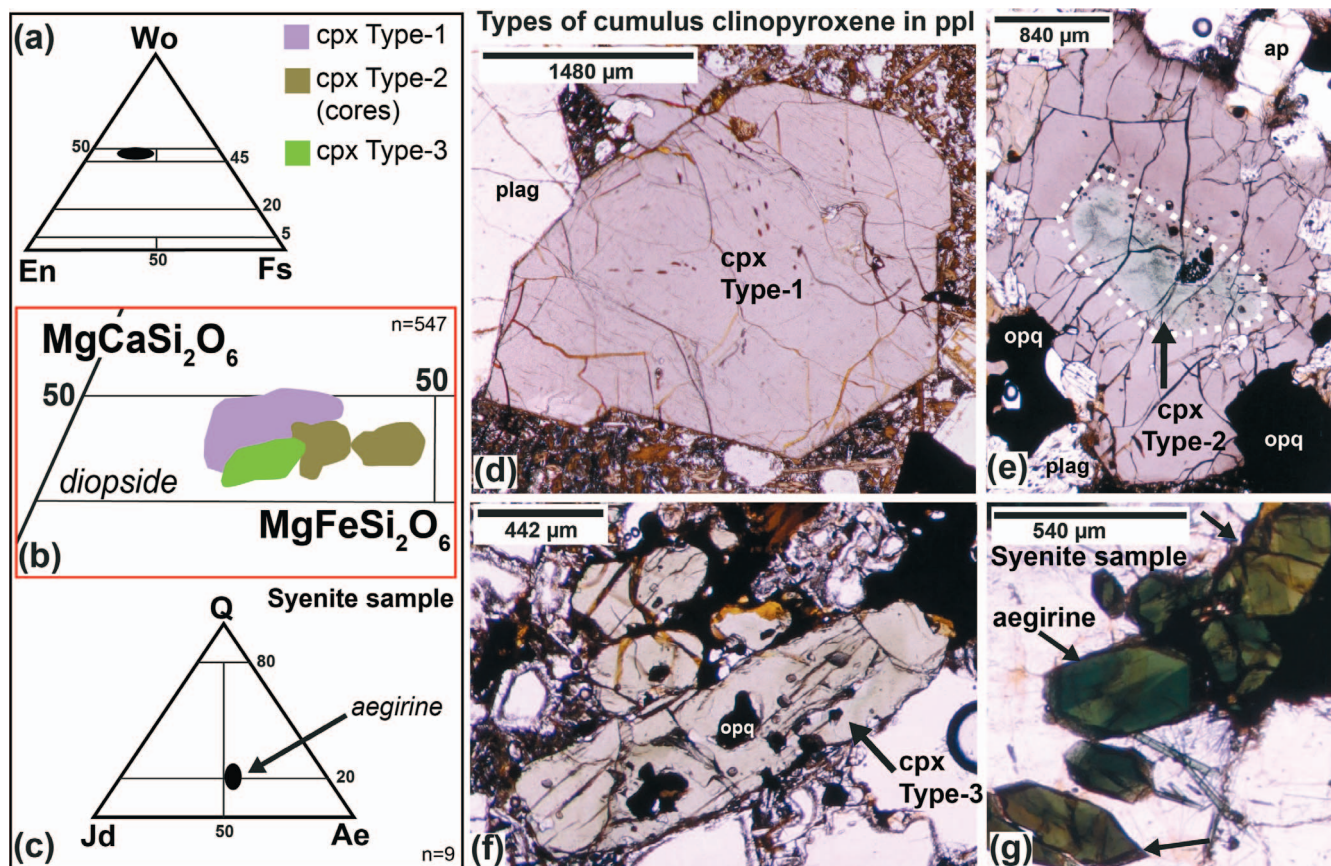 (a)
Wo
50
45
20
5
En
50
Fs
cpx Type-1
cpx Type-2
(cores)
cpx Type-3
n=547
MgCaSi₂O₆
50
50
diopside
MgFeSi₂O₆
(b)
Syenite sample
Q
80
aegirine
20
Jd
50
Ae
(c)
n=9
Types of cumulus clinopyroxene in ppl
1480 µm
plag
cpx
Type-1
(d)
840 µm
ap
opq
cpx
Type-2
opq
plag
(e)
442 µm
opq
cpx
Type-3
(f)
540 µm
Syenite sample
aegirine
(g)